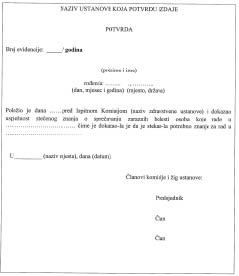 NAZIV USTANOVE KOJA POTVRDU IZDAJE
POTVRDA
Broj evidencije: _____/ godina
(prezime i ime)
rođen/a: ........ ., ............
(dan, mjesec i godina) (mjesto, država)
Položio je dana ......pred Ispitnom Komisijom (naziv zdravstvene ustanove) i dokazao
uspješnost stečenog znanja o sprečavanju zaraznih bolesti osoba koje rade u
.............................. čime je dokazao-la je da je stekao-la potrebno znanje za rad u
..............................
U_________ (naziv mjesta), dana (datum)
Članovi komisije i žig ustanove:
Predsjednik
Član
Član